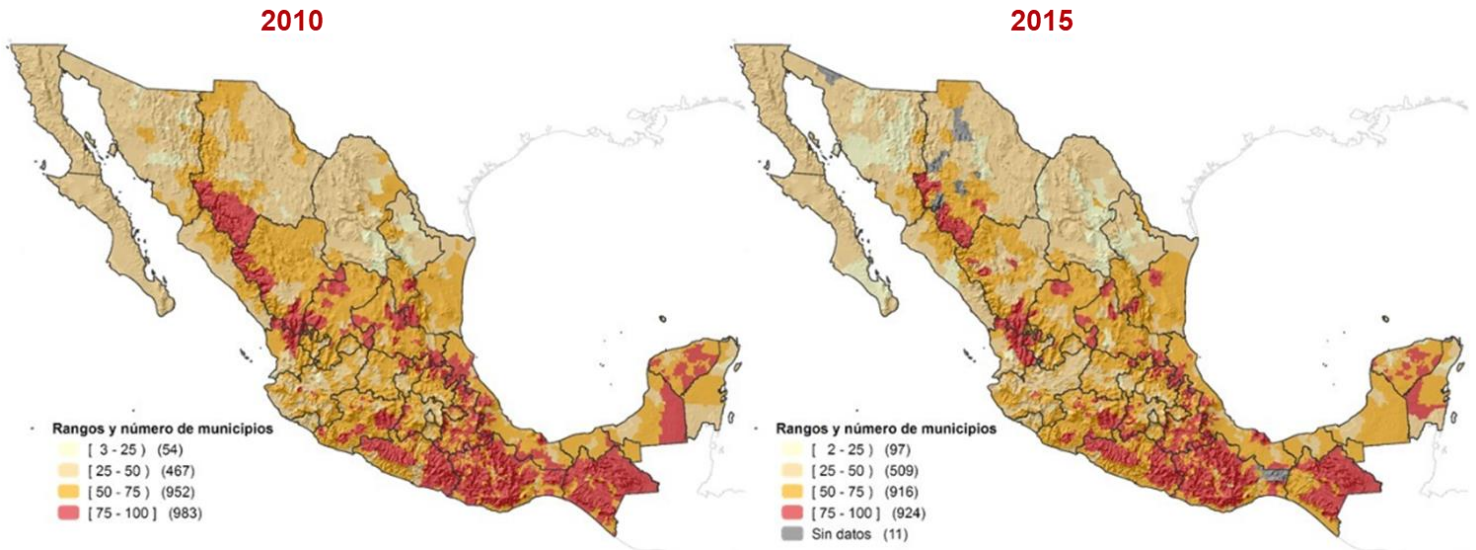 2010
2015
Rangos y número de municipios
[ 3 - 25 ) (54)
[ 25 - 50 ) (467)
[ 50 - 75 ) (952)
[ 75 - 100 ] (983)
Rangos y número de municipios
[ 2 - 25 ) (97)
[ 25 - 50 ) (509)
[ 50 - 75 ) (916)
[ 75 - 100 ] (924)
Sin datos (11)